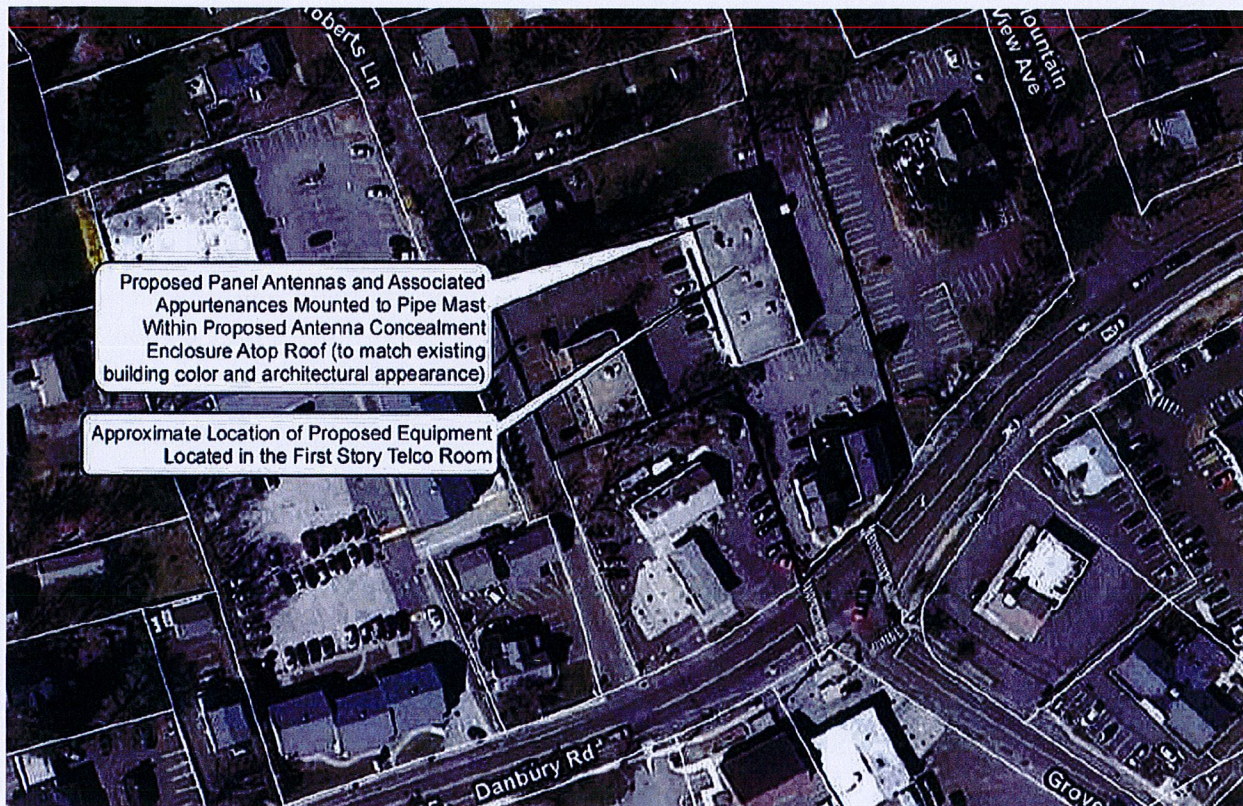 Roberts Ln
Mountain
View Ave
Proposed Panel Antennas and Associated
Appurtenances Mounted to Pipe Mast
Within Proposed Antenna Concealment
Enclosure Atop Roof (to match existing
building color and architectural appearance)
Approximate Location of Proposed Equipment
Located in the First Story Telco Room
Danbury Rd
Grov